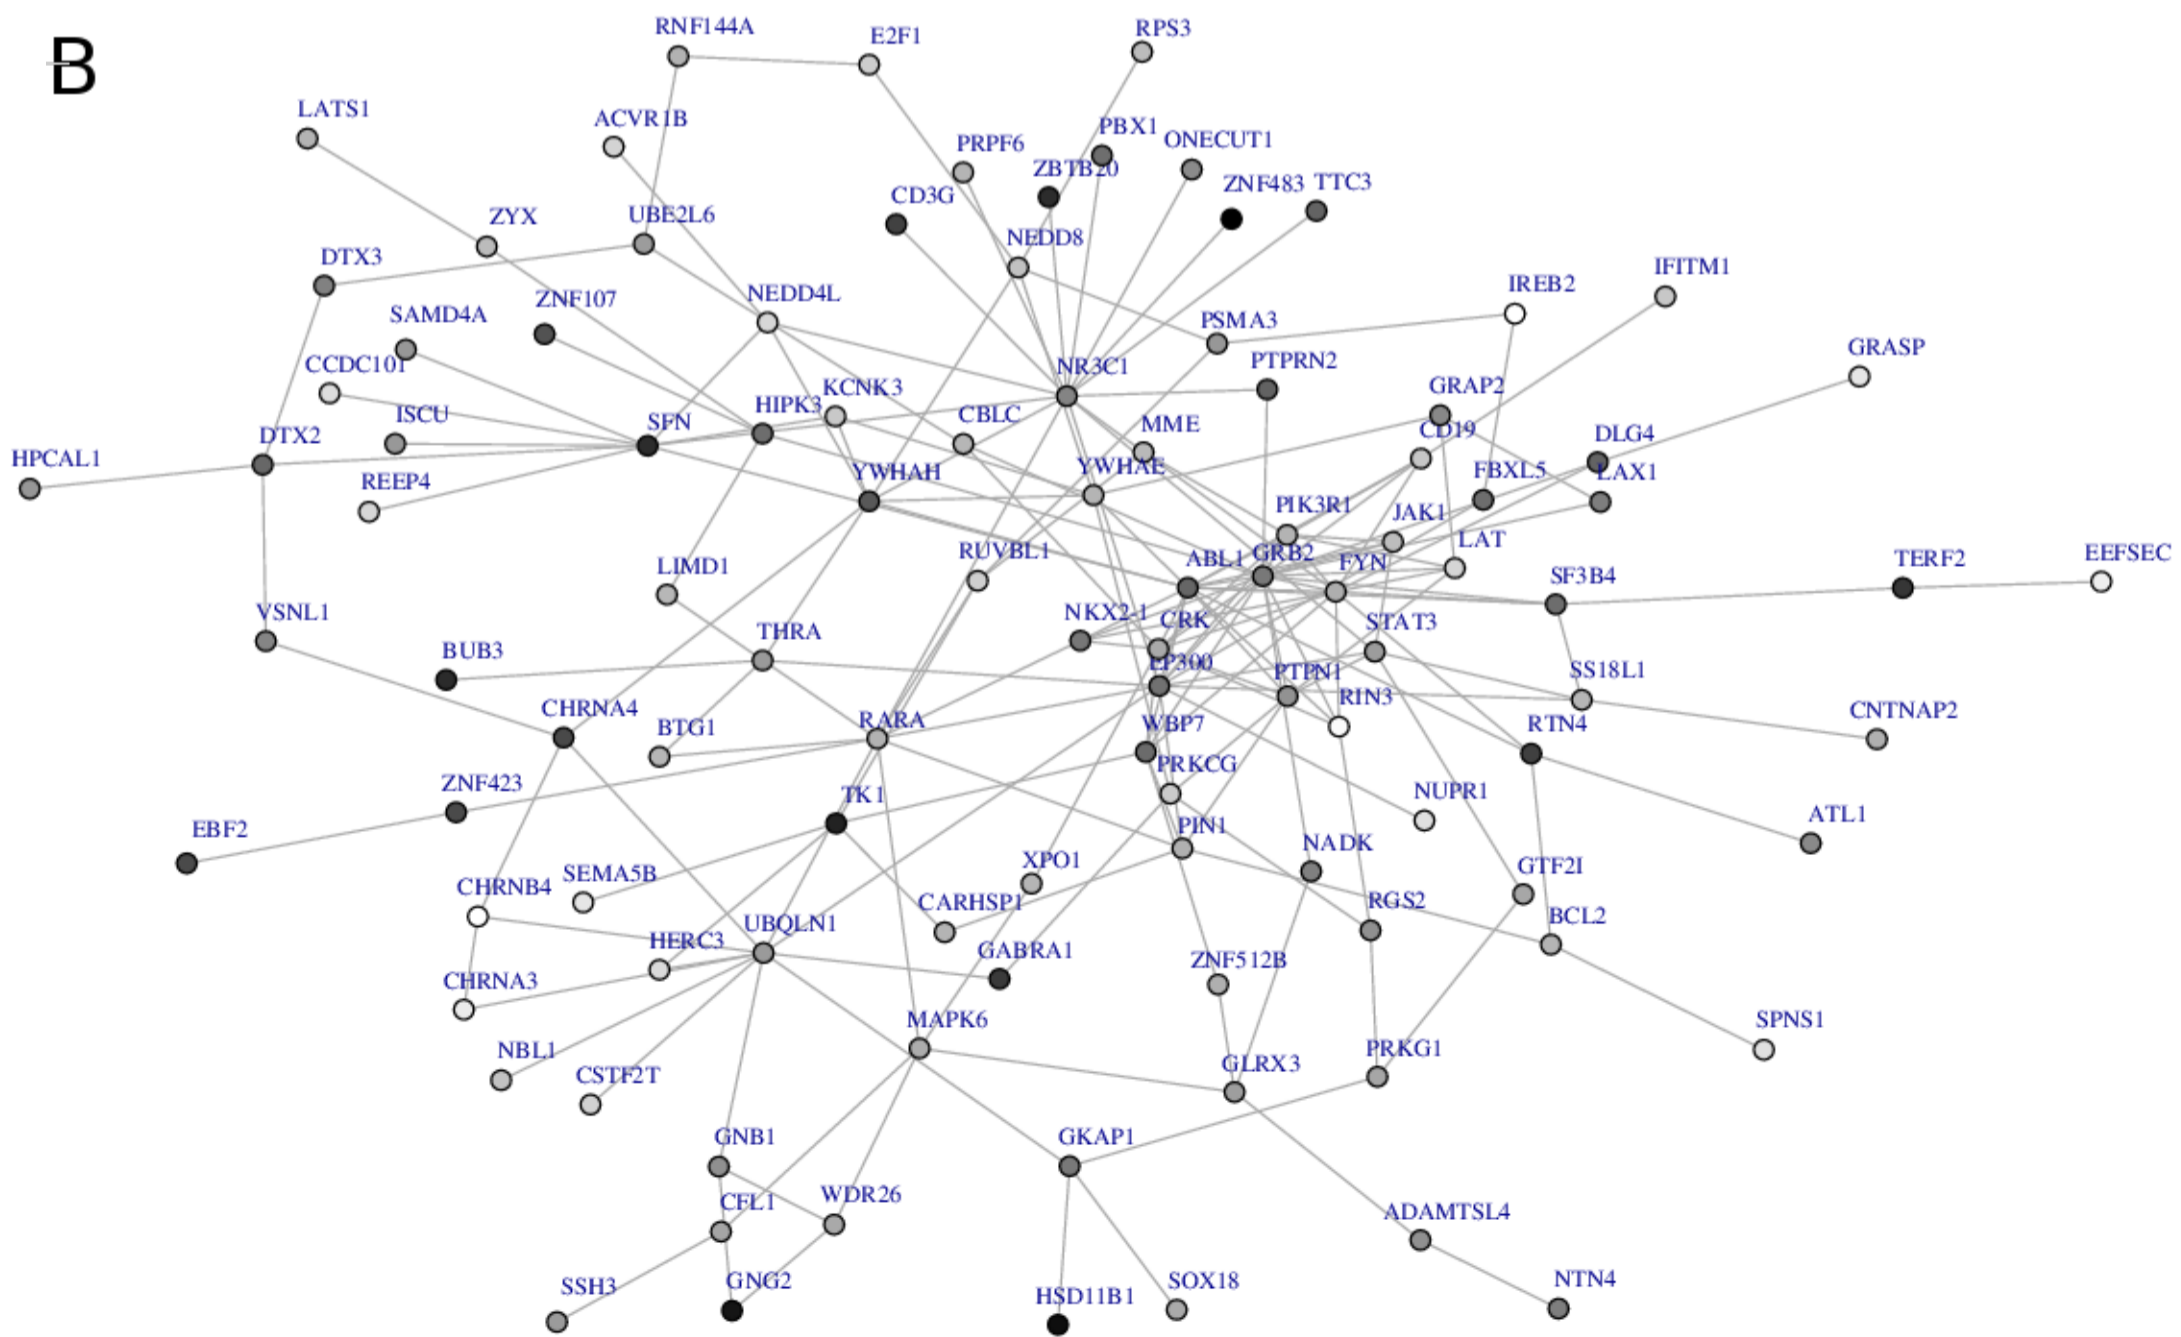 B
RNF144A
E2F1
RPS3
LATS1
ACVR1B
PBX1
ONECUT1
PRPF6
ZBTB20
ZNF483
TTC3
CD3G
ZYX
UBE2L6
NEDD8
DTX3
IFITM1
IREB2
NEDD4L
ZNF107
SAMD4A
PSMA3
GRASP
CCDC101
NR3C1
PTPRN2
KCNK3
GRAP2
HIPK3
ISCU
SFN
CBLC
MME
CD19
DLG4
DTX2
HPCAL1
REEP4
YWHAH
YWHAE
FBXL5
LAX1
PIK3R1
JAK1
LIMD1
RUVBL1
ABL1
GRB2
FYN
LAT
SF3B4
TERF2
EEFSEC
VSNL1
THRA
NKX2-1
CRK
STAT3
BUB3
EP300
PTPN1
SS18L1
RIN3
CHRNA4
BTG1
RARA
WBP7
RTN4
CNTNAP2
PRKCG
ZNF423
TK1
NUPR1
EBF2
PIN1
NADK
ATL1
XPO1
GTF2I
CHRNB4
SEMA5B
CARHSP1
RGS2
BCL2
UBQLN1
HERC3
GABRA1
ZNF512B
CHRNA3
MAPK6
SPNS1
NBL1
CSTF2T
GLRX3
PRKG1
GNB1
GKAP1
CFL1
WDR26
ADAMTSL4
SSH3
GNG2
HSD11B1
SOX18
NTN4